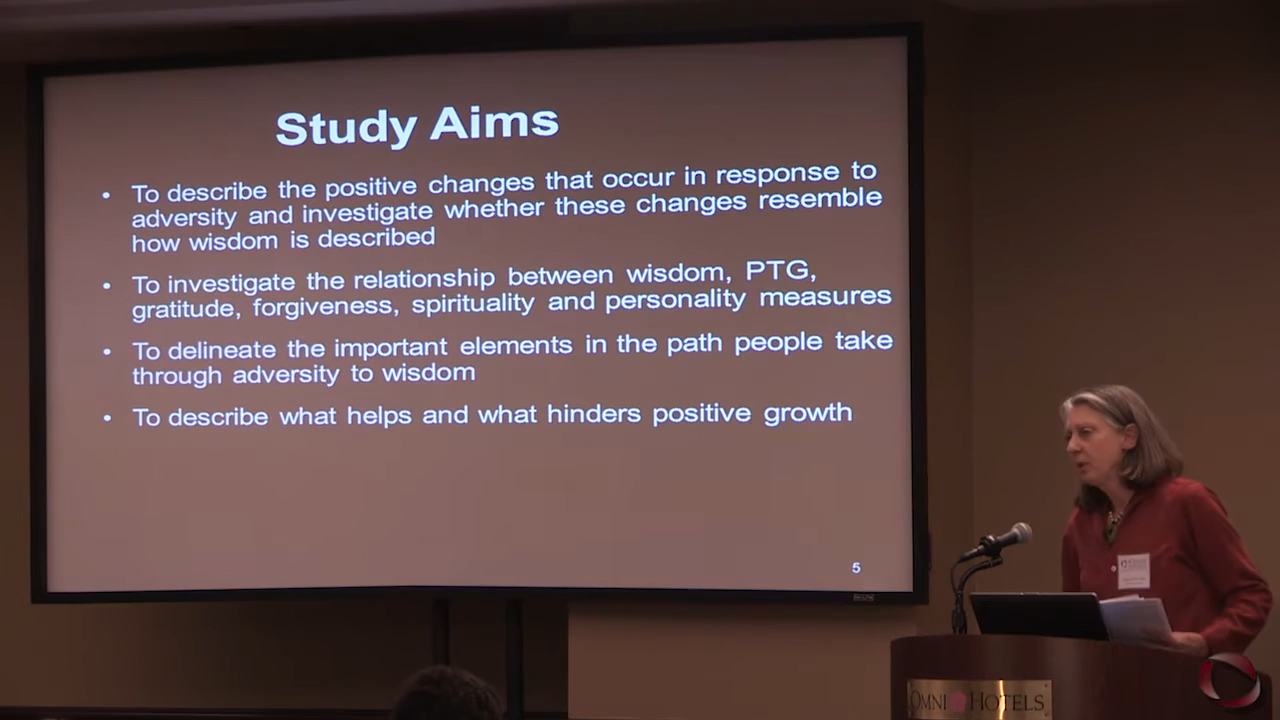 Study Aims
• To describe the positive changes that occur in response to
adversity and investigate whether these changes resemble
how wisdom is described
• To investigate the relationship between wisdom, PTG,
gratitude, forgiveness, spirituality and personality measures
• To delineate the important elements in the path people take
through adversity to wisdom
• To describe what helps and what hinders positive growth
5
OMNI HOTELS